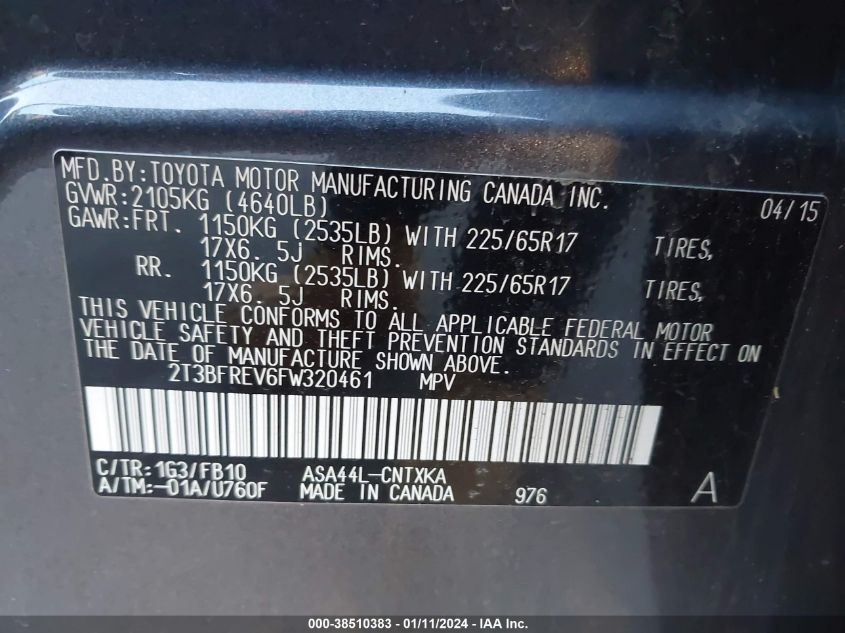 MFD.BY:TOYOTA MOTOR MANUFACTURING CANADA INC. 04/15
GVWR:2105KG (4640LB)
GAWR:FRT. 1150KG (2535LB) WITH 225/65R17 TIRES,
17X6. 5J RIMS.
RR. 1150KG (2535LB) WITH 225/65R17 TIRES,
17X6. 5J RIMS.
THIS VEHICLE CONFORMS TO ALL APPLICABLE FEDERAL MOTOR
VEHICLE SAFETY AND THEFT PREVENTION STANDARDS IN EFFECT ON
THE DATE OF MANUFACTURE SHOWN ABOVE.
2T3BFREV6FW320461 MPV
C/TR:1G3/FB10 ASA44L-CNTXKA
A/TM:-01A/U760F MADE IN CANADA 976 A
000-38510383 - 01/11/2024 - IAA Inc.